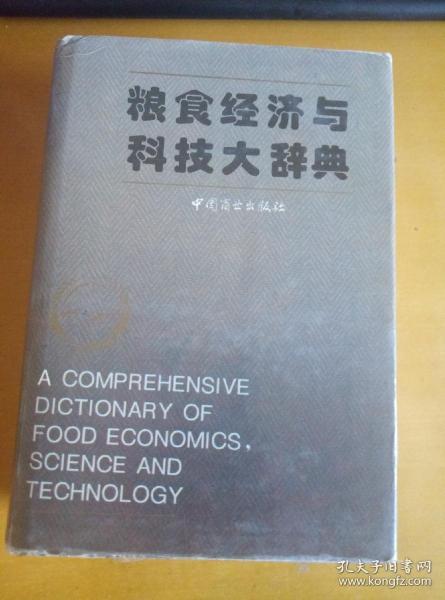 粮食经济与
科技大辞典
中国商业出版社
A COMPREHENSIVE
DICTIONARY OF
FOOD ECONOMICS,
SCIENCE AND
TECHNOLOGY
孔夫子旧书网
www.kongfz.com